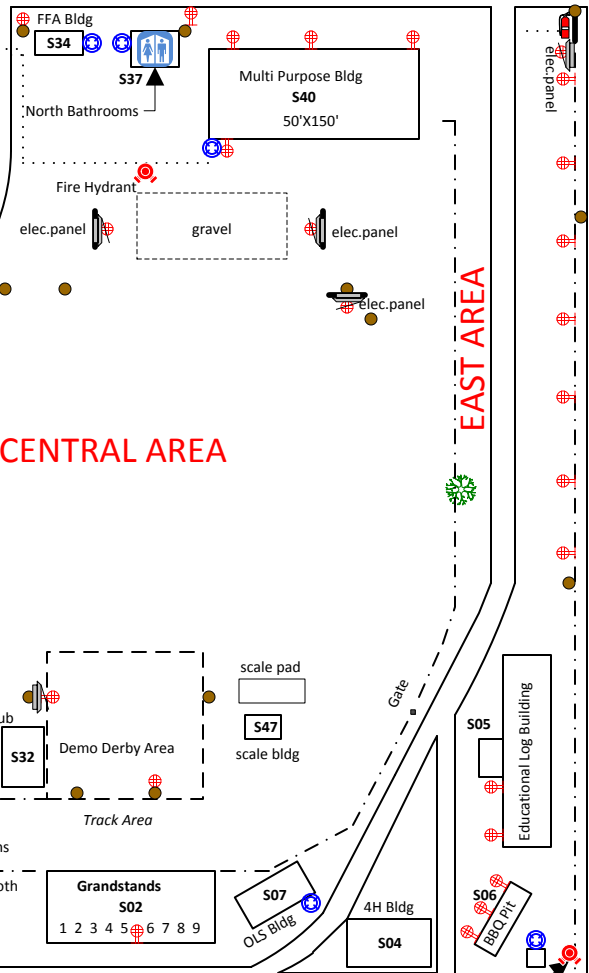 FFA Bldg
S34
S37
North Bathrooms
Multi Purpose Bldg
S40
50'X150'
elec.panel
Fire Hydrant
elec.panel
gravel
elec.panel
elec.panel
EAST AREA
CENTRAL AREA
scale pad
Gate
ub
S32
Demo Derby Area
S47
scale bldg
S05
Educational Log Building
Track Area
ns
oth
Grandstands
S02
1 2 3 4 5 6 7 8 9
S07
OLS Bldg
4H Bldg
S04
S06
BBQ Pit